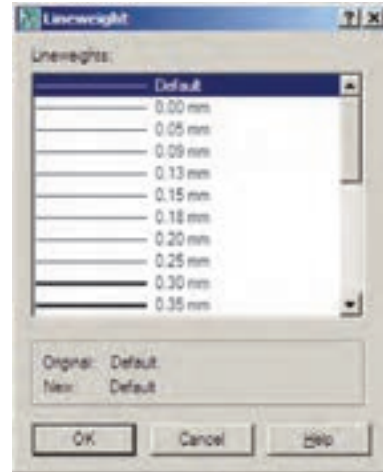 Lineweight
Lineweights:
Default
0.00 mm
0.05 mm
0.09 mm
0.13 mm
0.15 mm
0.18 mm
0.20 mm
0.25 mm
0.30 mm
0.35 mm
Original: Default
New: Default
OK Cancel Help